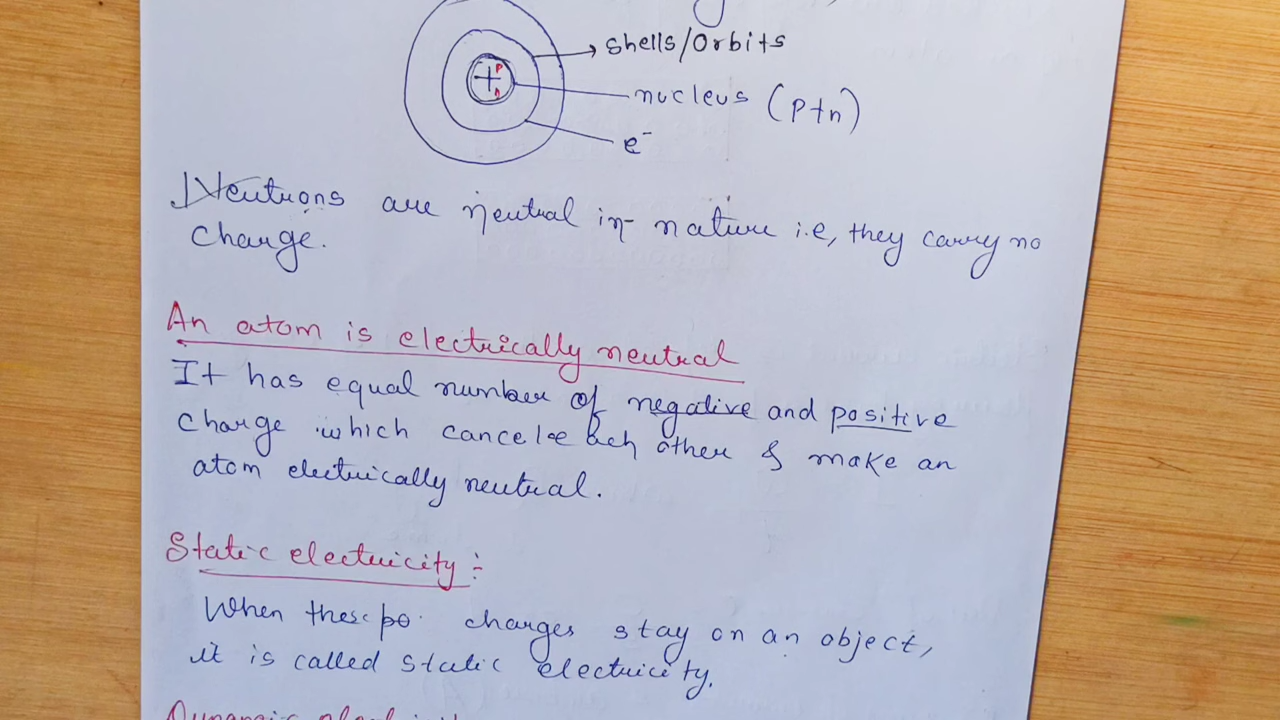 shells/Orbits
P
n
nucleus (P+n)
e⁻
Neutrons are neutral in nature i.e, they carry no
charge.
An atom is electrically neutral
It has equal number of negative and positive
charge which cancel each other & make an
atom electrically neutral.
Static electricity:-
When these charges stay on an object,
it is called static electricity.